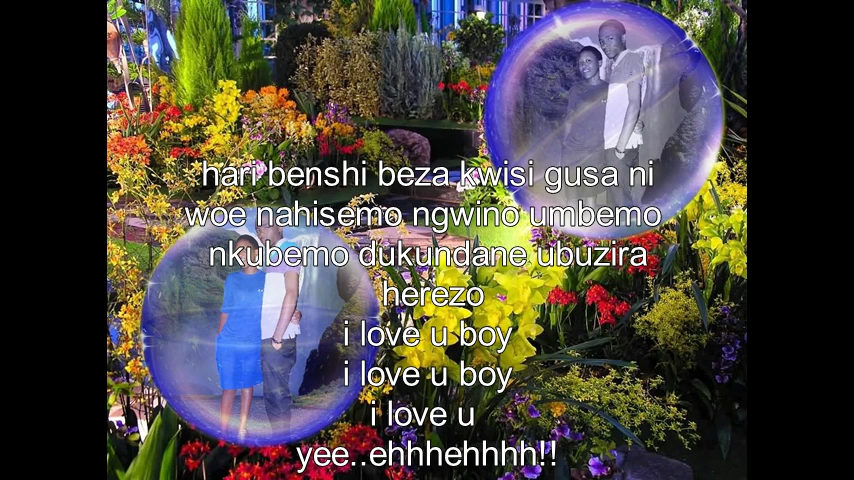 hari benshi beza kwisi gusa ni
woe nahisemo ngwino umbemo
nkubemo dukundane ubuzira
herezo
i love u boy
i love u boy
i love u
yee..ehhhehhhh!!